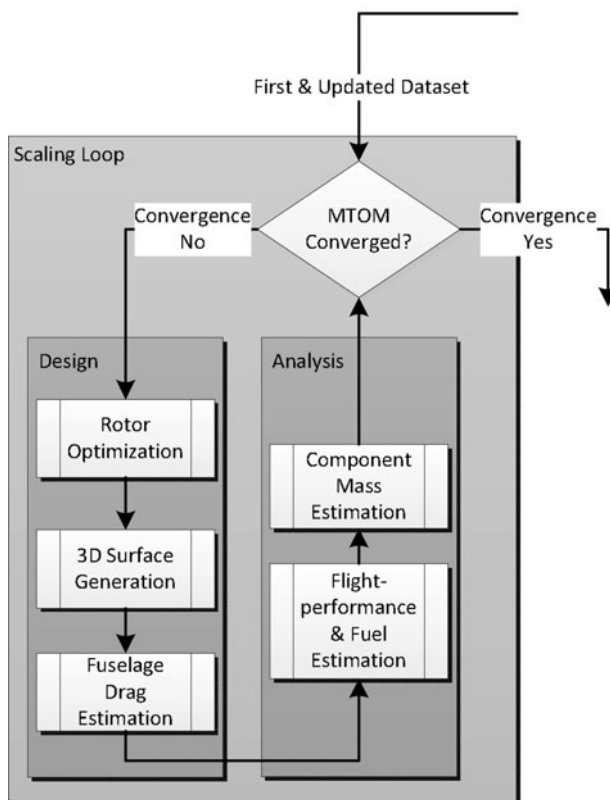 First & Updated Dataset
Scaling Loop
MTOM
Converged?
Convergence
No
Convergence
Yes
Design
Rotor
Optimization
3D Surface
Generation
Fuselage
Drag
Estimation
Analysis
Component
Mass
Estimation
Flight-
performance
& Fuel
Estimation